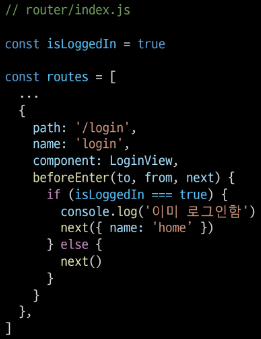 // router/index.js
const isLoggedIn = true
const routes = [
...
{
path: '/login',
name: 'login',
component: LoginView,
beforeEnter(to, from, next) {
if (isLoggedIn === true) {
console.log('이미 로그인함')
next({ name: 'home’ })
} else {
next()
}
}
},
]